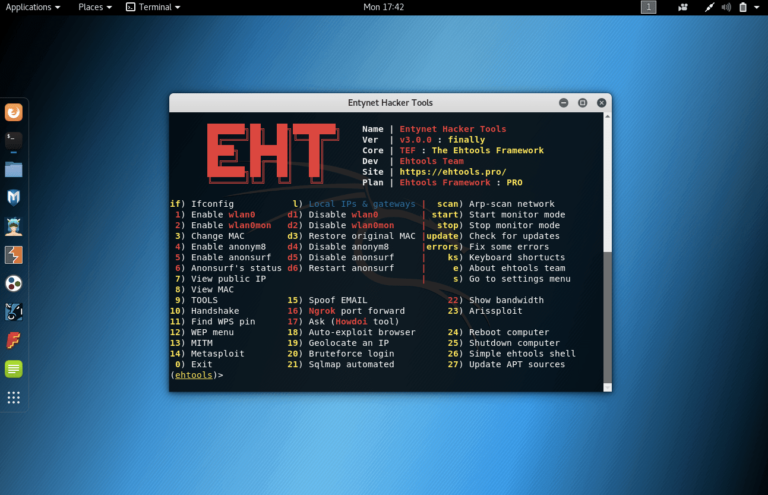 Applications Places Terminal Mon 17:42 1
Entynet Hacker Tools
EHT
Name | Entynet Hacker Tools
Ver | v3.0.0 : finally
Core | TEF : The Ehtools Framework
Dev | Ehtools Team
Site | https://ehtools.pro/
Plan | Ehtools Framework : PRO
if) Ifconfig l) Local IPs & gateways | scan) Arp-scan network
1) Enable wlan0 d1) Disable wlan0 | start) Start monitor mode
2) Enable wlan0mon d2) Disable wlan0mon | stop) Stop monitor mode
3) Change MAC d3) Restore original MAC |update) Check for updates
4) Enable anonym8 d4) Disable anonym8 |errors) Fix some errors
5) Enable anonsurf d5) Disable anonsurf | ks) Keyboard shortucts
6) Anonsurf's status d6) Restart anonsurf | e) About ehtools team
7) View public IP | s) Go to settings menu
8) View MAC
9) TOOLS 15) Spoof EMAIL 22) Show bandwidth
10) Handshake 16) Ngrok port forward 23) Arissploit
11) Find WPS pin 17) Ask (Howdoi tool)
12) WEP menu 18) Auto-exploit browser 24) Reboot computer
13) MITM 19) Geolocate an IP 25) Shutdown computer
14) Metasploit 20) Bruteforce login 26) Simple ehtools shell
0) Exit 21) Sqlmap automated 27) Update APT sources
(ehtools)>